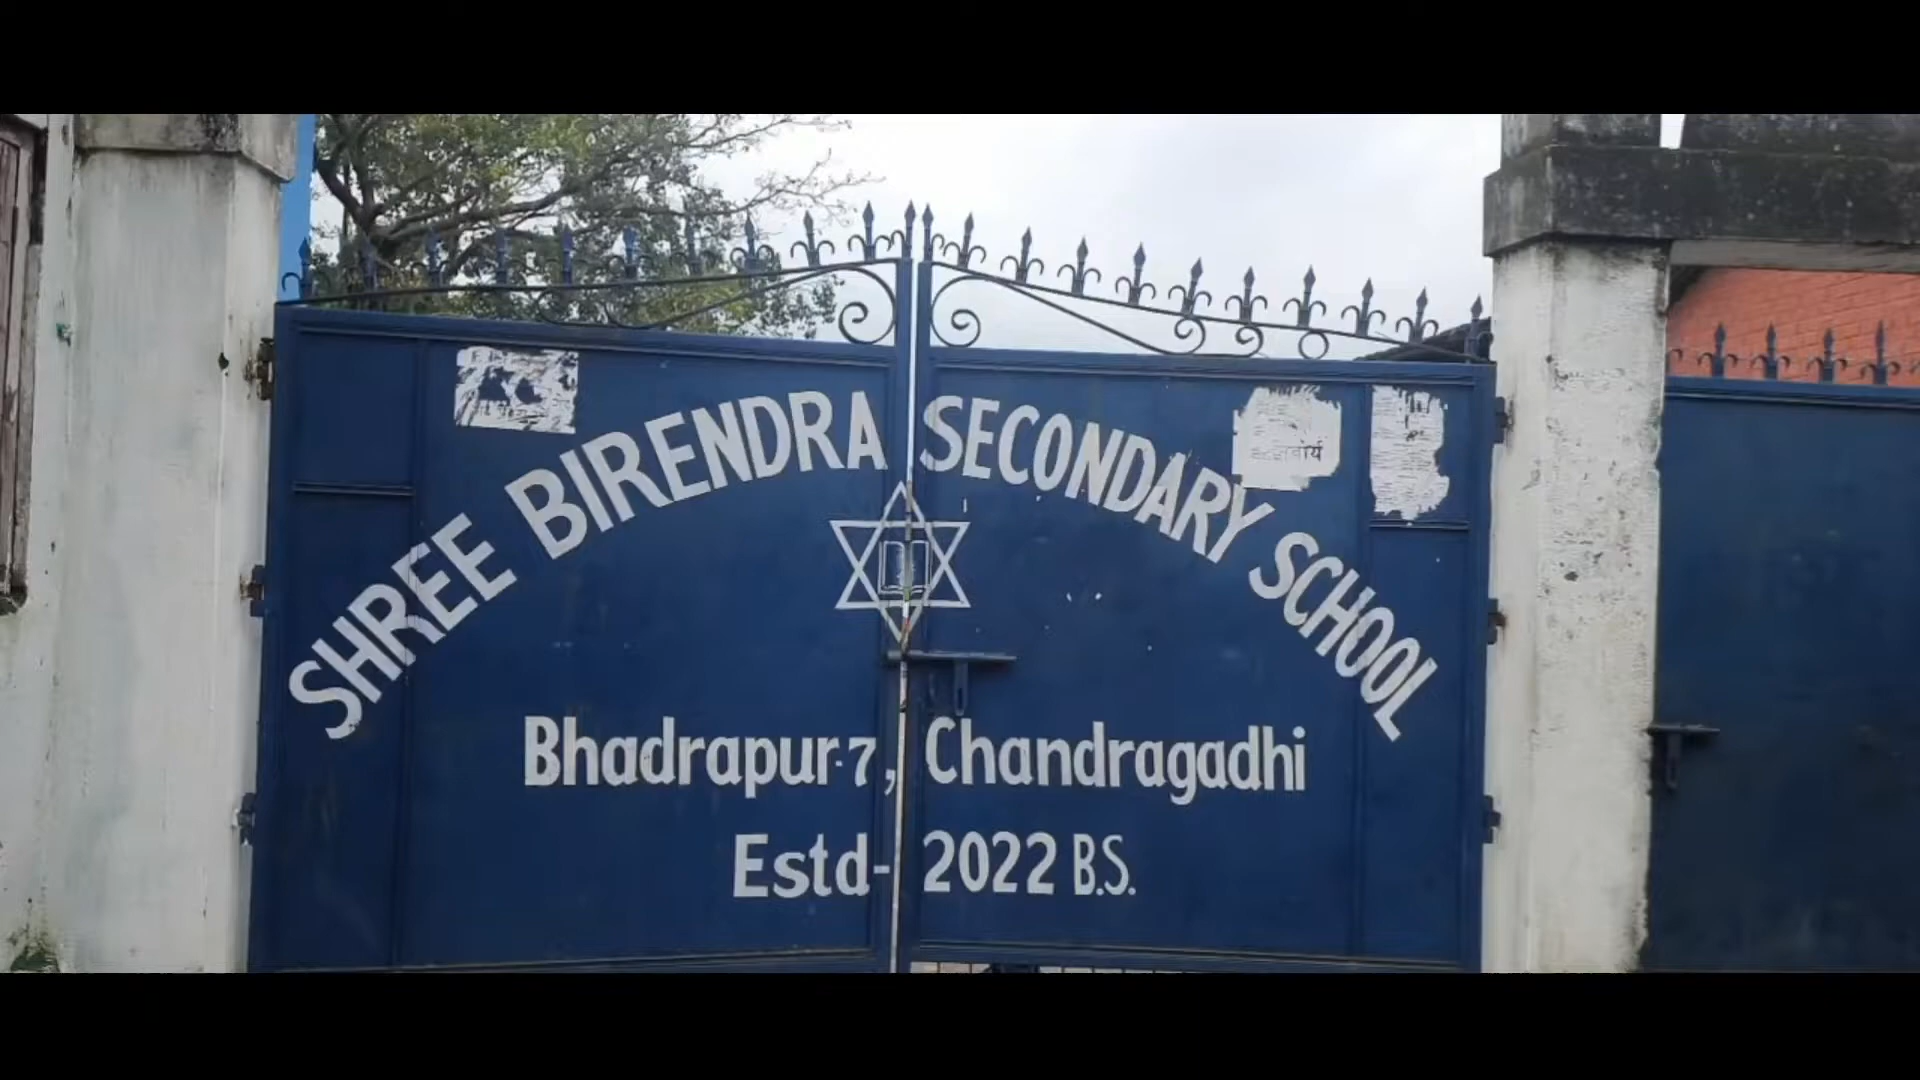 SHREE BIRENDRA SECONDARY SCHOOL
Bhadrapur-7, Chandragadhi
Estd- 2022 B.S.